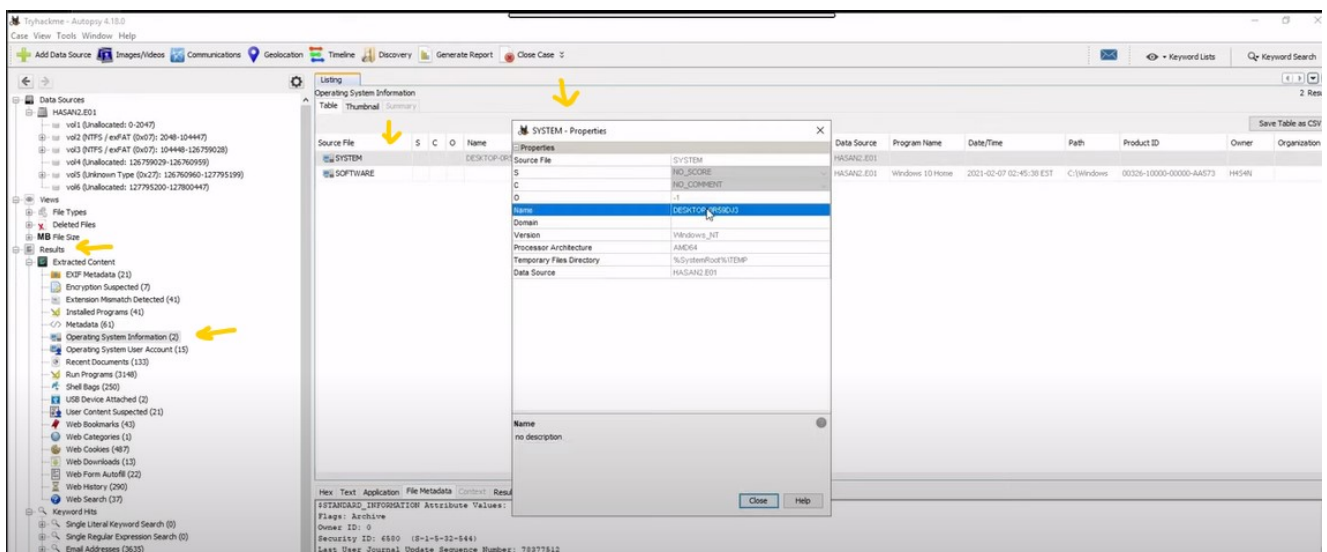 Tryhackme - Autopsy 4.18.0
Case View Tools Window Help
Add Data Source Images/Videos Communications Geolocation Timeline Discovery Generate Report Close Case Keyword Lists Keyword Search
Data Sources
HASAN2.E01
vol1 (Unallocated: 0-2047)
vol2 (NTFS / exFAT (0x07): 2048-104447)
vol3 (NTFS / exFAT (0x07): 104448-126759028)
vol4 (Unallocated: 126759029-126760959)
vol5 (Unknown Type (0x27): 126760960-127795199)
vol6 (Unallocated: 127795200-127800447)
Views
File Types
Deleted Files
MB File Size
Results
Extracted Content
EXIF Metadata (21)
Encryption Suspected (7)
Extension Mismatch Detected (41)
Installed Programs (41)
Metadata (61)
Operating System Information (2)
Operating System User Account (15)
Recent Documents (133)
Run Programs (3148)
Shell Bags (250)
USB Device Attached (2)
User Content Suspected (21)
Web Bookmarks (43)
Web Categories (1)
Web Cookies (487)
Web Downloads (13)
Web Form Autofill (22)
Web History (290)
Web Search (37)
Keyword Hits
Single Literal Keyword Search (0)
Single Regular Expression Search (0)
Email Addresses (3635)
Listing
Operating System Information
2 Resu
Table Thumbnail Summary
Save Table as CSV
Source File S C O Name Data Source Program Name Date/Time Path Product ID Owner Organization
SYSTEM DESKTOP-0R5 HASAN2.E01
SOFTWARE HASAN2.E01 Windows 10 Home 2021-02-07 02:45:38 EST C:\Windows 00326-10000-00000-AA573 H4S4N
SYSTEM - Properties
Properties
Source File SYSTEM
S NO_SCORE
C NO_COMMENT
O -1
Name
Domain
Version Windows_NT
Processor Architecture AMD64
Temporary Files Directory %SystemRoot%\TEMP
Data Source HASAN2.E01
Name
no description
Close Help
Hex Text Application File Metadata Context Resul
$STANDARD_INFORMATION Attribute Values:
Flags: Archive
Owner ID: 0
Security ID: 6580 (S-1-5-32-544)
Last User Journal Update Sequence Number: 70377512